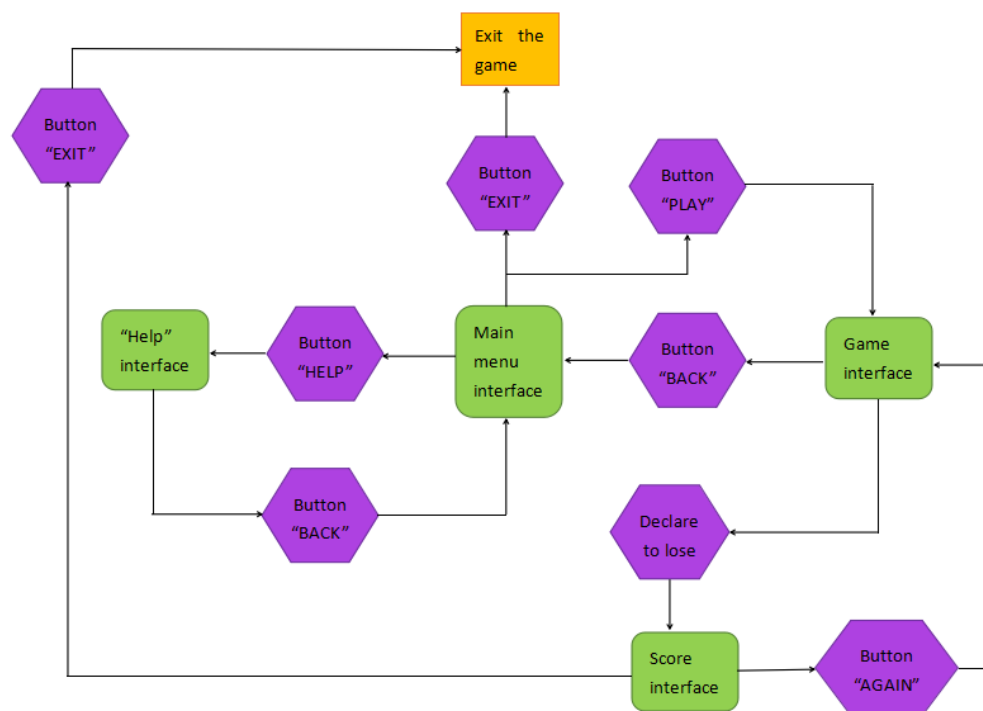 Exit the
game
Button
“EXIT”
Button
“EXIT”
Button
“PLAY”
“Help”
interface
Button
“HELP”
Main
menu
interface
Button
“BACK”
Game
interface
Button
“BACK”
Declare
to lose
Score
interface
Button
“AGAIN”